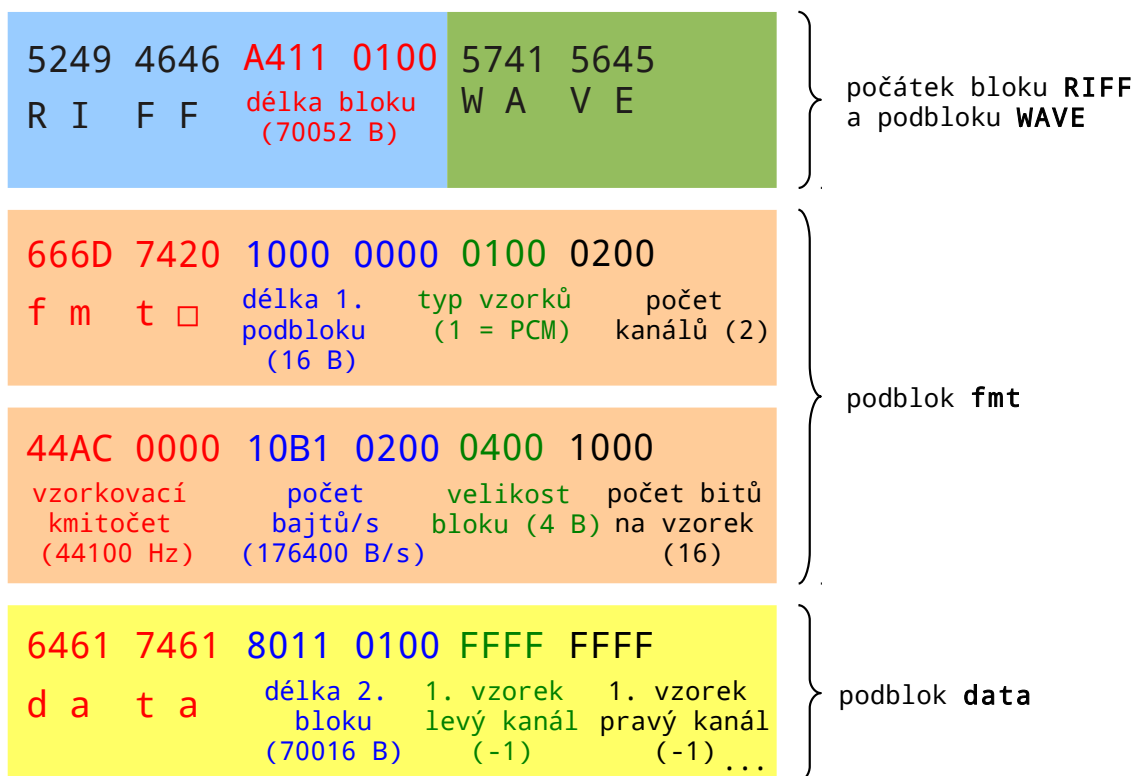 5249 4646 A411 0100 5741 5645
R I F F délka bloku W A V E
(70052 B)
počátek bloku RIFF
a podbloku WAVE
666D 7420 1000 0000 0100 0200
f m t □ délka 1. typ vzorků počet
podbloku (1 = PCM) kanálů (2)
(16 B)
podblok fmt
44AC 0000 10B1 0200 0400 1000
vzorkovací počet velikost počet bitů
kmitočet bajtů/s bloku (4 B) na vzorek
(44100 Hz) (176400 B/s) (16)
6461 7461 8011 0100 FFFF FFFF
d a t a délka 2. 1. vzorek 1. vzorek
bloku levý kanál pravý kanál
(70016 B) (-1) (-1) ...
podblok data